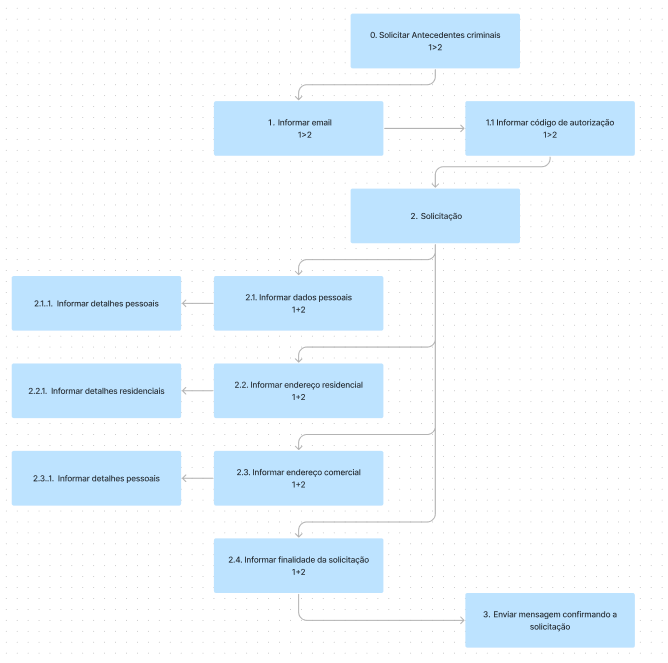 0. Solicitar Antecedentes criminais
1>2
1. Informar email
1>2
1.1 Informar código de autorização
1>2
2. Solicitação
2.1. Informar dados pessoais
1+2
2.1..1. Informar detalhes pessoais
2.2. Informar endereço residencial
1+2
2.2.1. Informar detalhes residenciais
2.3. Informar endereço comercial
1+2
2.3..1. Informar detalhes pessoais
2.4. Informar finalidade da solicitação
1+2
3. Enviar mensagem confirmando a
solicitação